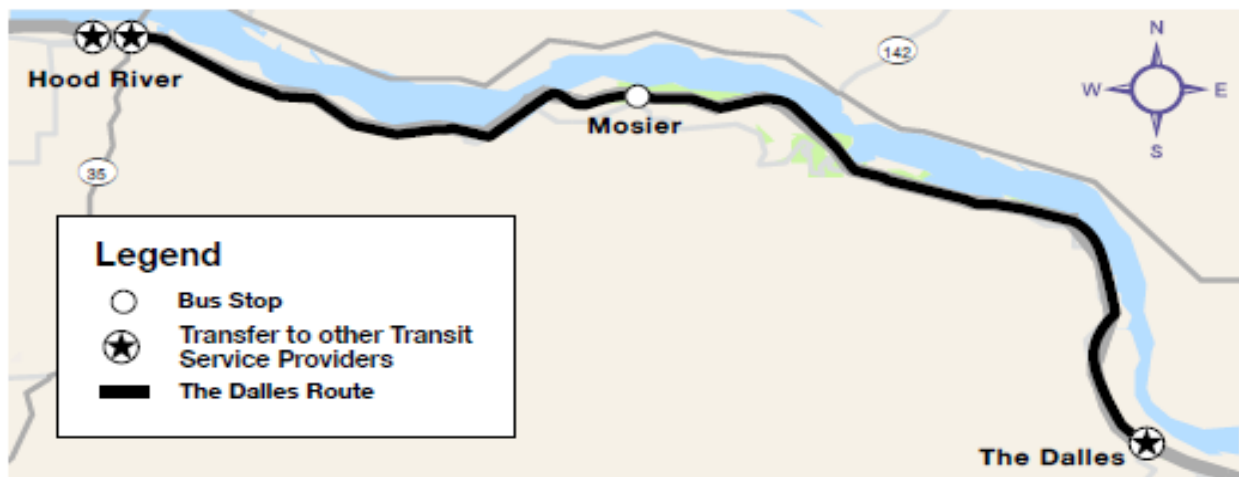 142
N
W
E
S
Hood River
Mosier
35
Legend
Bus Stop
Transfer to other Transit
Service Providers
The Dalles Route
The Dalles